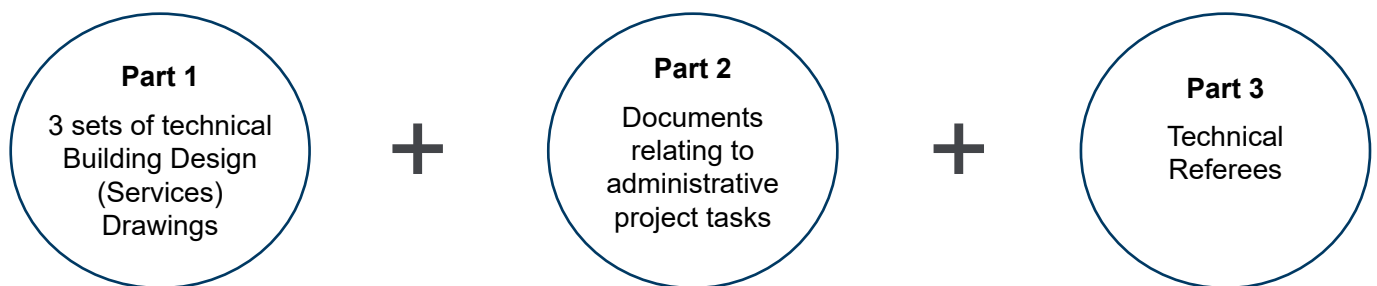 Part 1
3 sets of technical
Building Design
(Services)
Drawings
+
Part 2
Documents
relating to
administrative
project tasks
+
Part 3
Technical
Referees